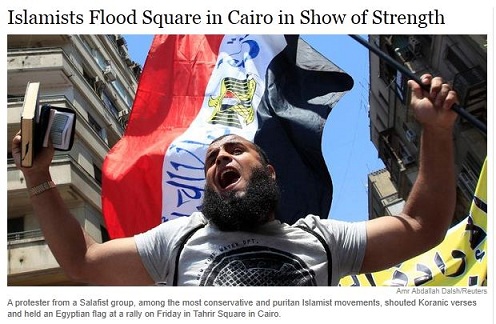 Islamists Flood Square in Cairo in Show of Strength
Amr Abdallah Dalsh/Reuters
A protester from a Salafist group, among the most conservative and puritan Islamist movements, shouted Koranic verses
and held an Egyptian flag at a rally on Friday in Tahrir Square in Cairo.